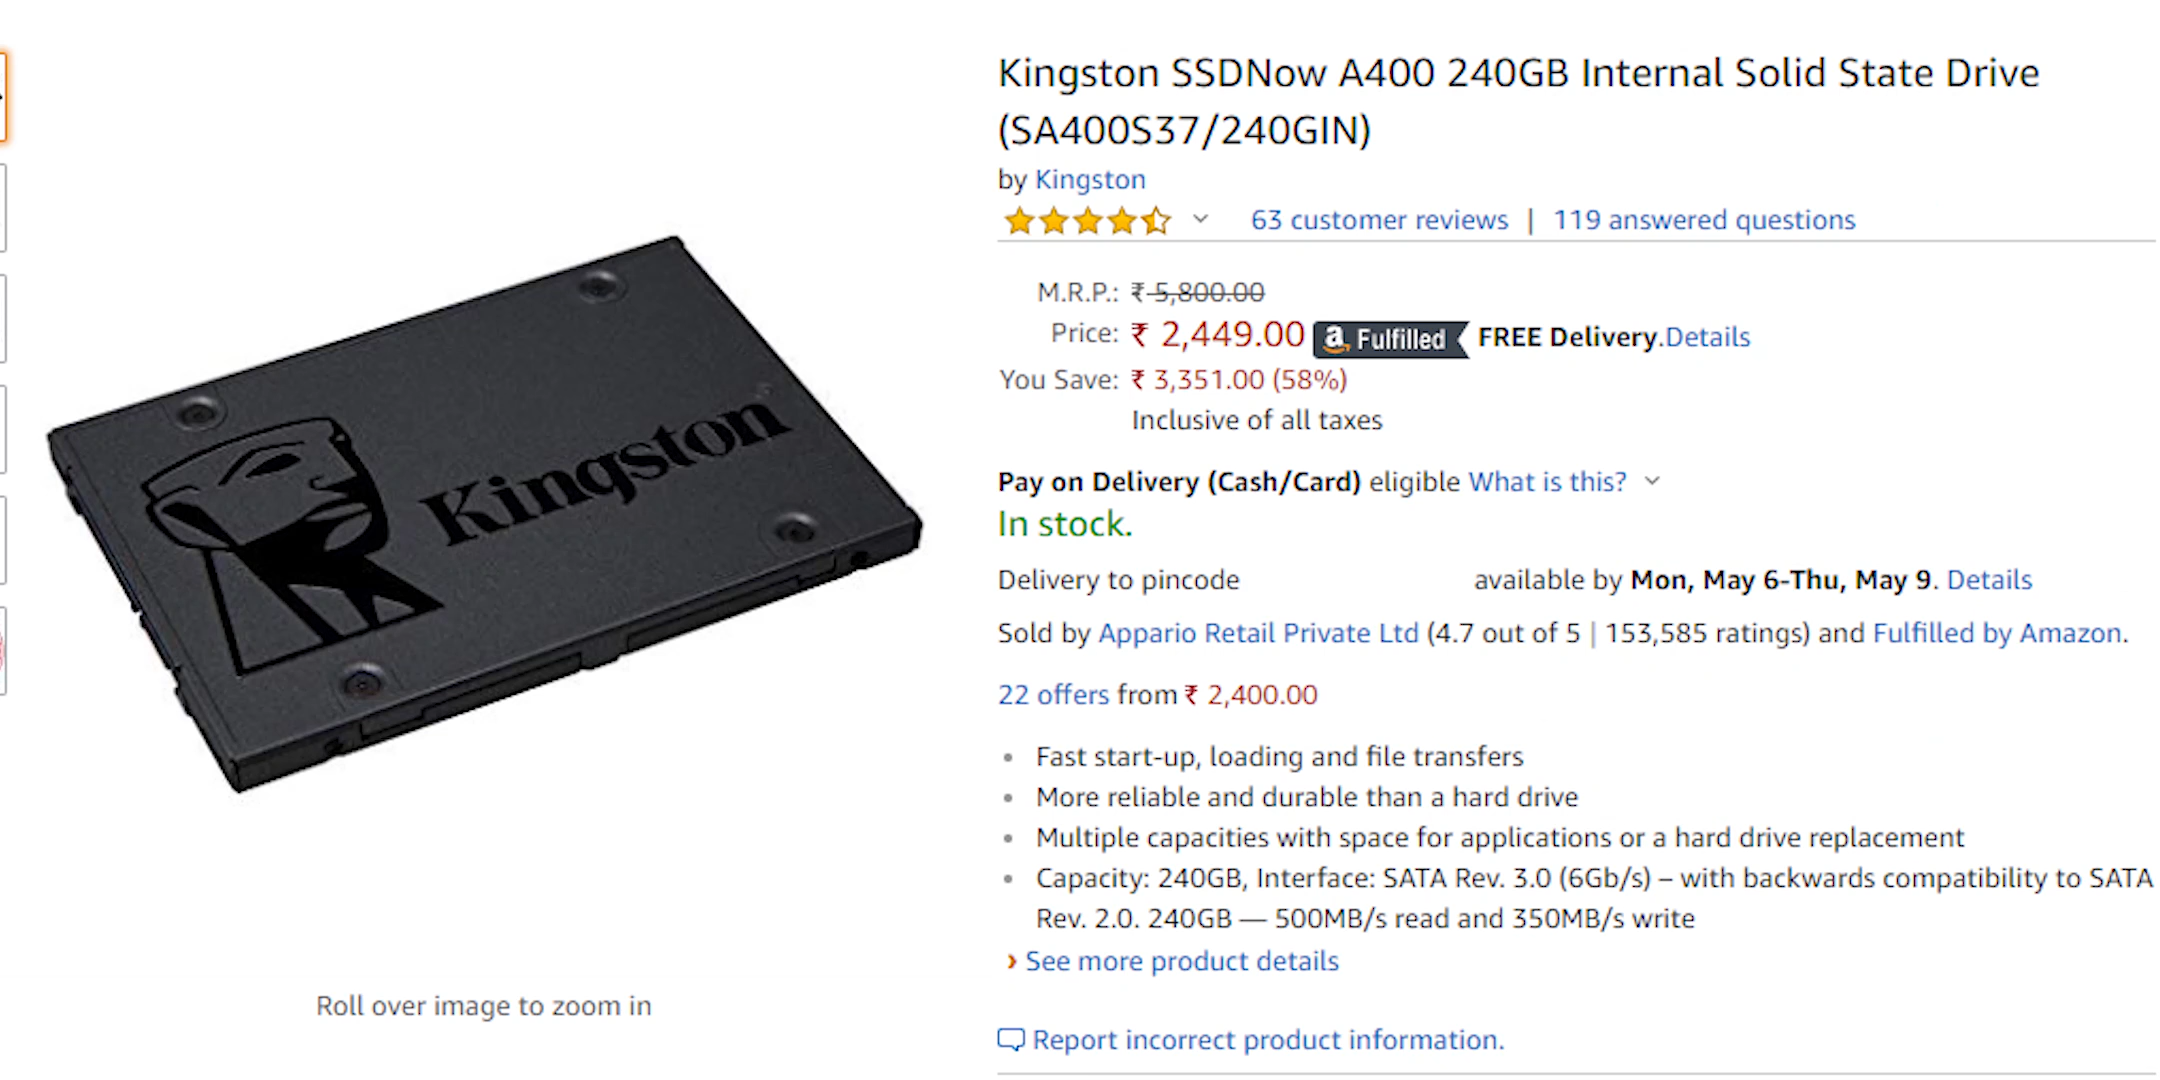 Kingston
Roll over image to zoom in
Kingston SSDNow A400 240GB Internal Solid State Drive
(SA400S37/240GIN)
by Kingston
63 customer reviews | 119 answered questions
M.R.P.: ₹ 5,800.00
Price: ₹ 2,449.00 a Fulfilled FREE Delivery.Details
You Save: ₹ 3,351.00 (58%)
Inclusive of all taxes
Pay on Delivery (Cash/Card) eligible What is this?
In stock.
Delivery to pincode available by Mon, May 6-Thu, May 9. Details
Sold by Appario Retail Private Ltd (4.7 out of 5 | 153,585 ratings) and Fulfilled by Amazon.
22 offers from ₹ 2,400.00
Fast start-up, loading and file transfers
More reliable and durable than a hard drive
Multiple capacities with space for applications or a hard drive replacement
Capacity: 240GB, Interface: SATA Rev. 3.0 (6Gb/s) – with backwards compatibility to SATA
Rev. 2.0. 240GB — 500MB/s read and 350MB/s write
› See more product details
Report incorrect product information.